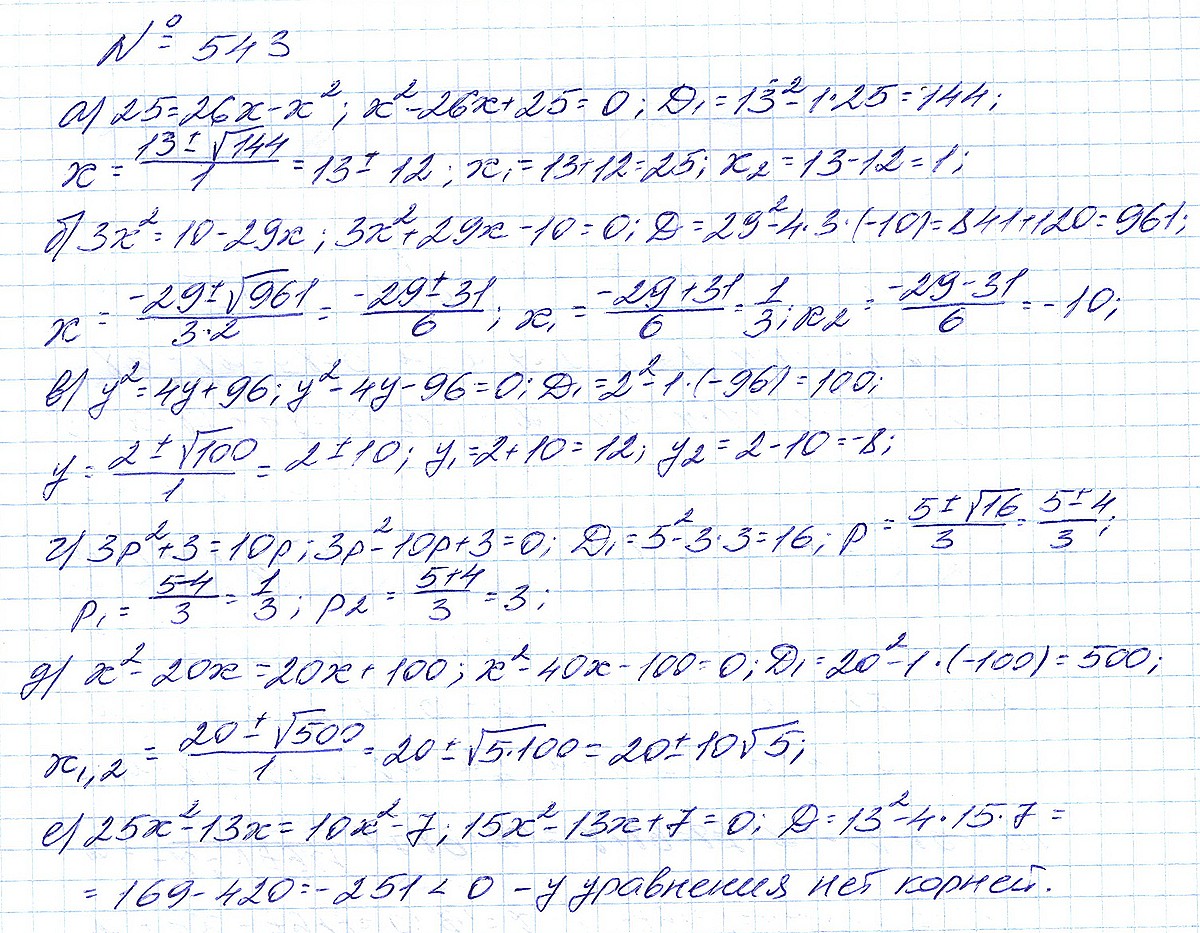 № 543
а) 25=26x-x²; x²-26x+25=0; D₁=13²-1·25=144;
x = (13±√144)/1 = 13±12; x₁=13+12=25; x₂=13-12=1;
б) 3x²=10-29x; 3x²+29x-10=0; D=29²-4·3·(-10)=841+120=961;
x = (-29±√961)/(3·2) = (-29±31)/6; x₁ = (-29+31)/6 = 1/3; x₂ = (-29-31)/6 = -10;
в) y²=4y+96; y²-4y-96=0; D₁=2²-1·(-96)=100;
y = (2±√100)/1 = 2±10; y₁=2+10=12; y₂=2-10=-8;
г) 3p²+3=10p; 3p²-10p+3=0; D₁=5²-3·3=16; p = (5±√16)/3 = (5±4)/3;
p₁ = (5-4)/3 = 1/3; p₂ = (5+4)/3 = 3;
д) x²-20x=20x+100; x²-40x-100=0; D₁=20²-1·(-100)=500;
x₁,₂ = (20±√500)/1 = 20±√5·100 = 20±10√5;
е) 25x²-13x=10x²-7; 15x²-13x+7=0; D=13²-4·15·7=
=169-420=-251<0 - у уравнения нет корней.